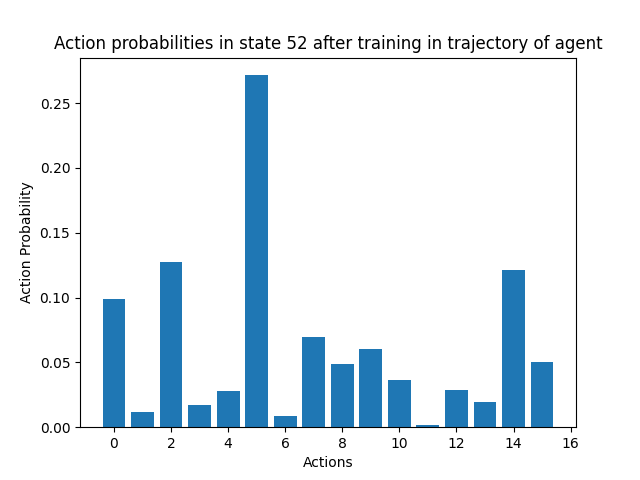 Action probabilities in state 52 after training in trajectory of agent
Action Probability
0.25
0.20
0.15
0.10
0.05
0.00
0 2 4 6 8 10 12 14 16
Actions